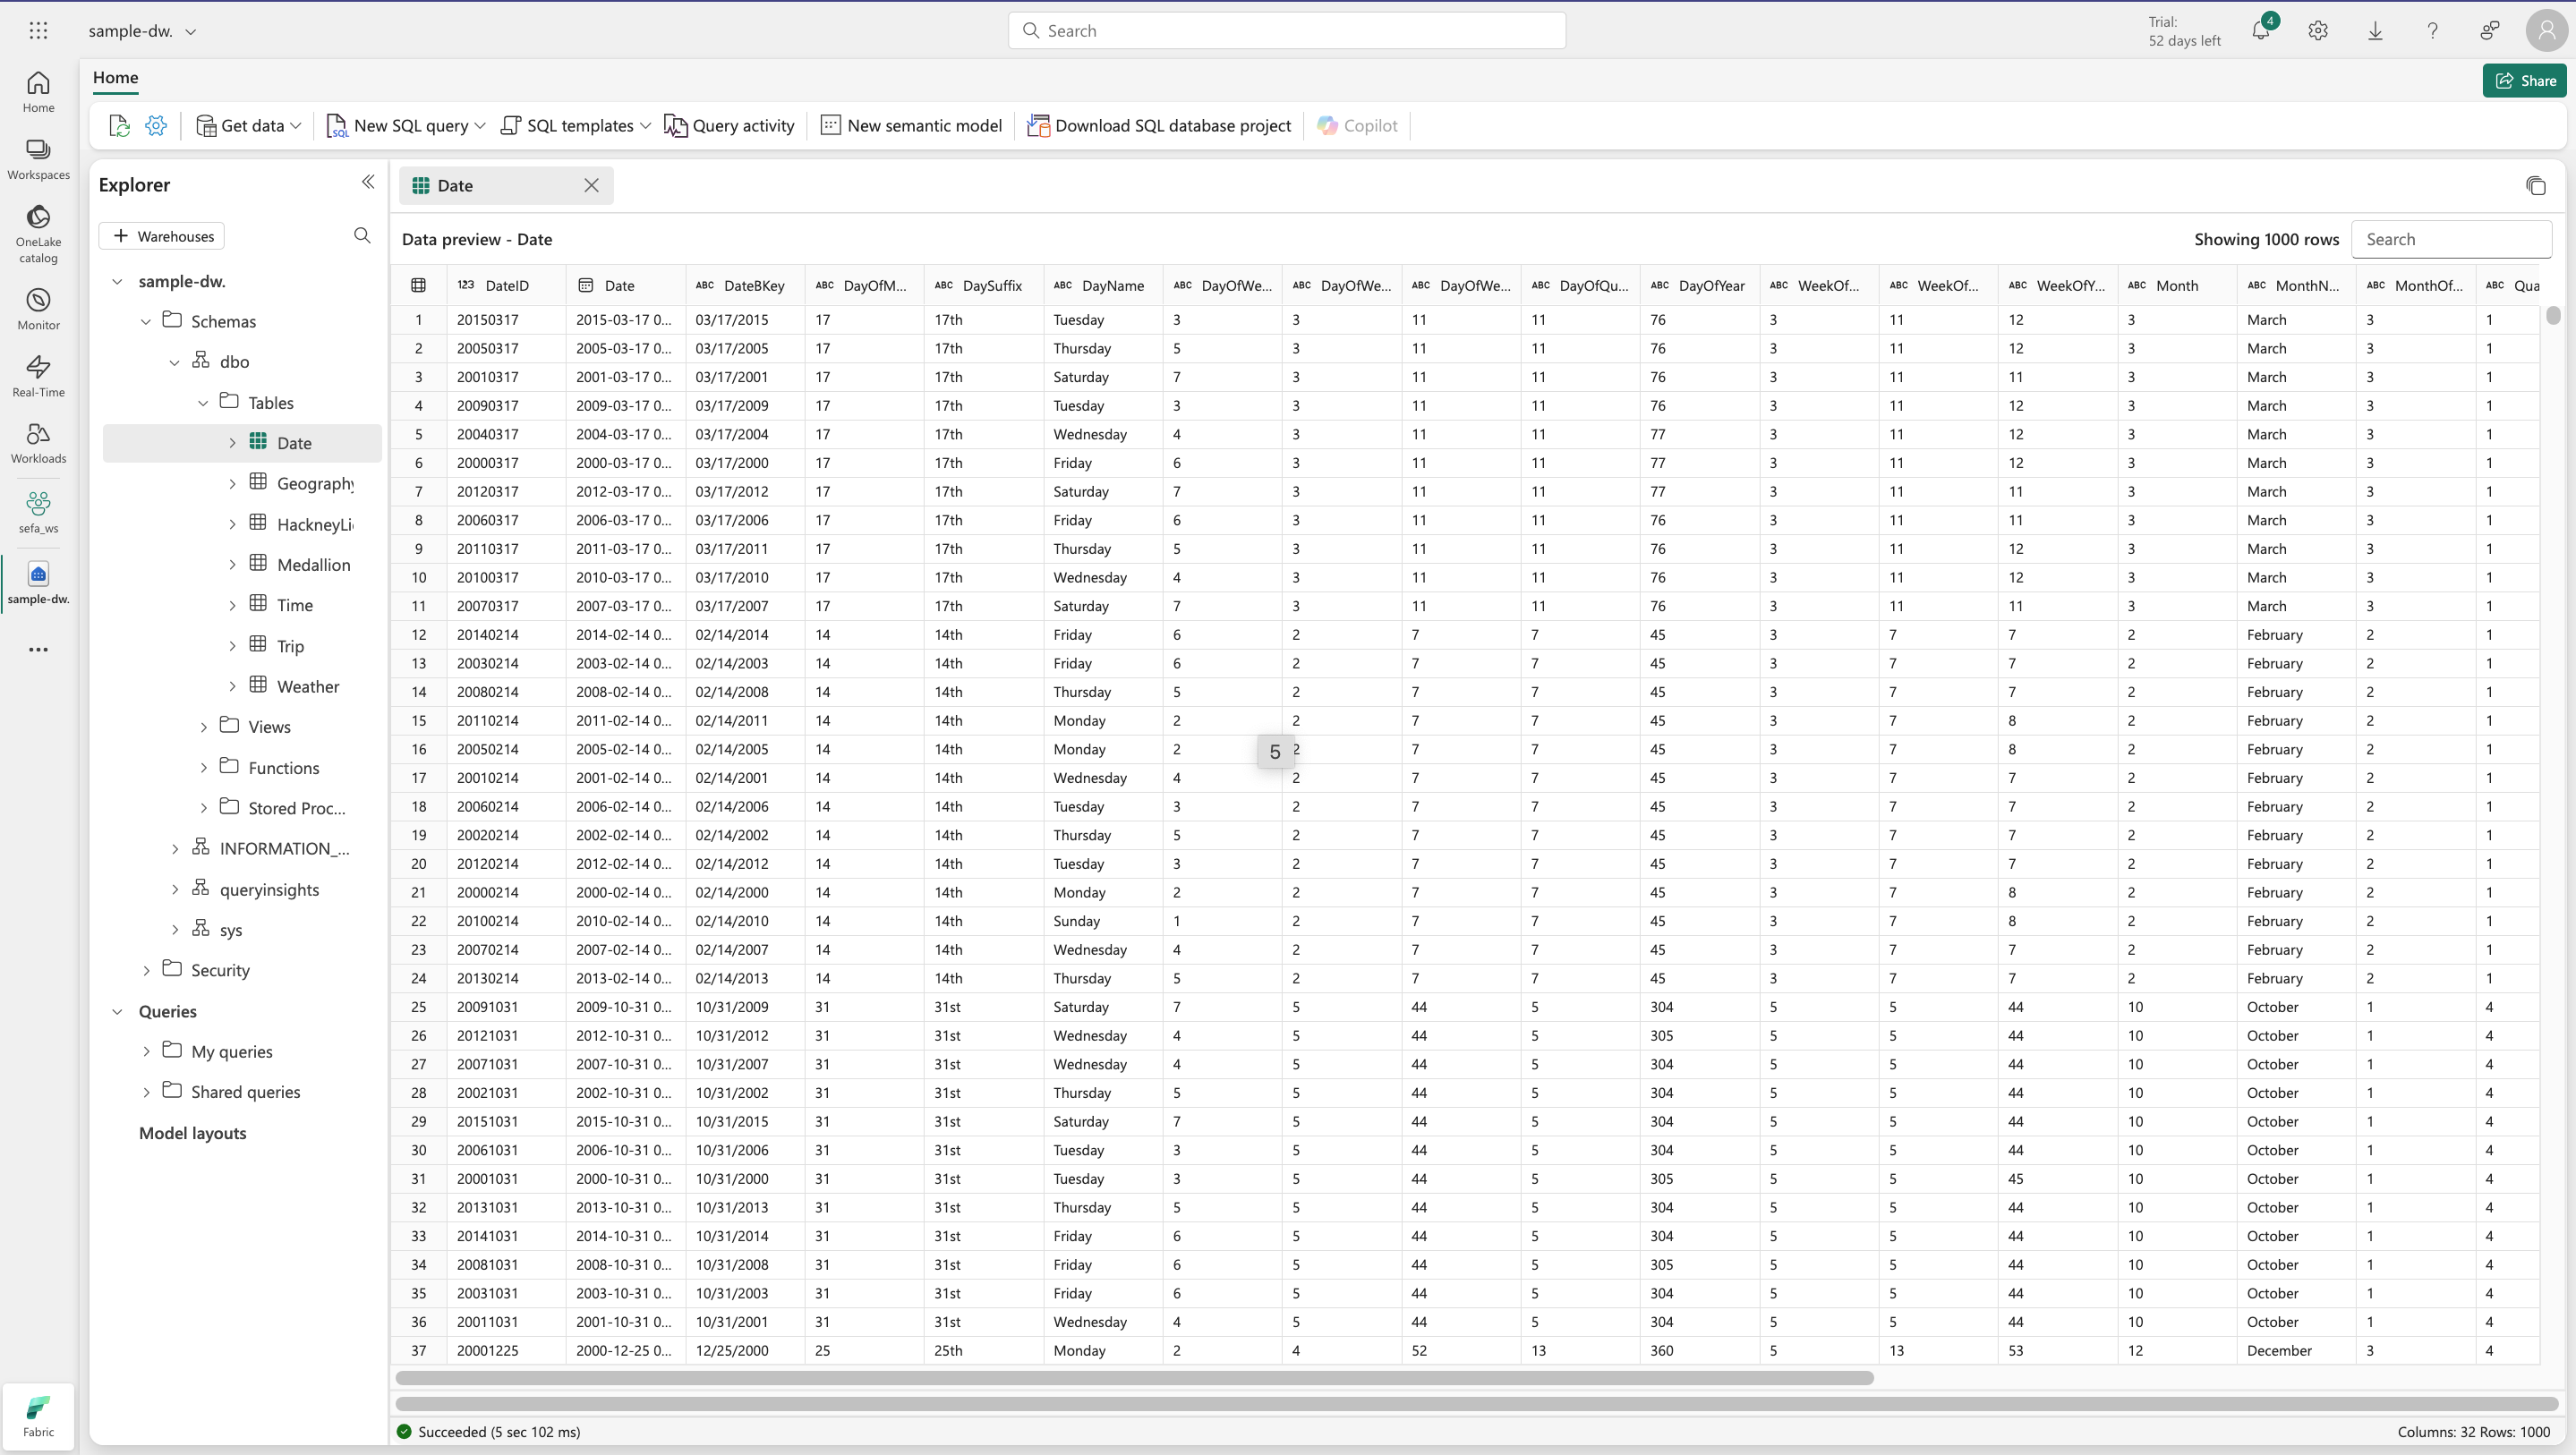 sample-dw.
Search
Trial:
52 days left
4
Home
Share
Get data
New SQL query
SQL templates
Query activity
New semantic model
Download SQL database project
Copilot
Home
Workspaces
OneLake
catalog
Monitor
Real-Time
Workloads
sefa_ws
sample-dw.
Fabric
Explorer
Warehouses
sample-dw.
Schemas
dbo
Tables
Date
Geography
HackneyLi
Medallion
Time
Trip
Weather
Views
Functions
Stored Proc...
INFORMATION_...
queryinsights
sys
Security
Queries
My queries
Shared queries
Model layouts
Date
Data preview - Date
Showing 1000 rows
Search
123 DateID Date ABC DateBKey ABC DayOfM... ABC DaySuffix ABC DayName ABC DayOfWe... ABC DayOfWe... ABC DayOfWe... ABC DayOfQu... ABC DayOfYear ABC WeekOf... ABC WeekOf... ABC WeekOfY... ABC Month ABC MonthN... ABC MonthOf... ABC Qua
1 20150317 2015-03-17 0... 03/17/2015 17 17th Tuesday 3 3 11 11 76 3 11 12 3 March 3 1
2 20050317 2005-03-17 0... 03/17/2005 17 17th Thursday 5 3 11 11 76 3 11 12 3 March 3 1
3 20010317 2001-03-17 0... 03/17/2001 17 17th Saturday 7 3 11 11 76 3 11 11 3 March 3 1
4 20090317 2009-03-17 0... 03/17/2009 17 17th Tuesday 3 3 11 11 76 3 11 12 3 March 3 1
5 20040317 2004-03-17 0... 03/17/2004 17 17th Wednesday 4 3 11 11 77 3 11 12 3 March 3 1
6 20000317 2000-03-17 0... 03/17/2000 17 17th Friday 6 3 11 11 77 3 11 12 3 March 3 1
7 20120317 2012-03-17 0... 03/17/2012 17 17th Saturday 7 3 11 11 77 3 11 11 3 March 3 1
8 20060317 2006-03-17 0... 03/17/2006 17 17th Friday 6 3 11 11 76 3 11 11 3 March 3 1
9 20110317 2011-03-17 0... 03/17/2011 17 17th Thursday 5 3 11 11 76 3 11 12 3 March 3 1
10 20100317 2010-03-17 0... 03/17/2010 17 17th Wednesday 4 3 11 11 76 3 11 12 3 March 3 1
11 20070317 2007-03-17 0... 03/17/2007 17 17th Saturday 7 3 11 11 76 3 11 11 3 March 3 1
12 20140214 2014-02-14 0... 02/14/2014 14 14th Friday 6 2 7 7 45 3 7 7 2 February 2 1
13 20030214 2003-02-14 0... 02/14/2003 14 14th Friday 6 2 7 7 45 3 7 7 2 February 2 1
14 20080214 2008-02-14 0... 02/14/2008 14 14th Thursday 5 2 7 7 45 3 7 7 2 February 2 1
15 20110214 2011-02-14 0... 02/14/2011 14 14th Monday 2 2 7 7 45 3 7 8 2 February 2 1
16 20050214 2005-02-14 0... 02/14/2005 14 14th Monday 2 5 2 7 7 45 3 7 8 2 February 2 1
17 20010214 2001-02-14 0... 02/14/2001 14 14th Wednesday 4 2 7 7 45 3 7 7 2 February 2 1
18 20060214 2006-02-14 0... 02/14/2006 14 14th Tuesday 3 2 7 7 45 3 7 7 2 February 2 1
19 20020214 2002-02-14 0... 02/14/2002 14 14th Thursday 5 2 7 7 45 3 7 7 2 February 2 1
20 20120214 2012-02-14 0... 02/14/2012 14 14th Tuesday 3 2 7 7 45 3 7 7 2 February 2 1
21 20000214 2000-02-14 0... 02/14/2000 14 14th Monday 2 2 7 7 45 3 7 8 2 February 2 1
22 20100214 2010-02-14 0... 02/14/2010 14 14th Sunday 1 2 7 7 45 3 7 8 2 February 2 1
23 20070214 2007-02-14 0... 02/14/2007 14 14th Wednesday 4 2 7 7 45 3 7 7 2 February 2 1
24 20130214 2013-02-14 0... 02/14/2013 14 14th Thursday 5 2 7 7 45 3 7 7 2 February 2 1
25 20091031 2009-10-31 0... 10/31/2009 31 31st Saturday 7 5 44 5 304 5 5 44 10 October 1 4
26 20121031 2012-10-31 0... 10/31/2012 31 31st Wednesday 4 5 44 5 305 5 5 44 10 October 1 4
27 20071031 2007-10-31 0... 10/31/2007 31 31st Wednesday 4 5 44 5 304 5 5 44 10 October 1 4
28 20021031 2002-10-31 0... 10/31/2002 31 31st Thursday 5 5 44 5 304 5 5 44 10 October 1 4
29 20151031 2015-10-31 0... 10/31/2015 31 31st Saturday 7 5 44 5 304 5 5 44 10 October 1 4
30 20061031 2006-10-31 0... 10/31/2006 31 31st Tuesday 3 5 44 5 304 5 5 44 10 October 1 4
31 20001031 2000-10-31 0... 10/31/2000 31 31st Tuesday 3 5 44 5 305 5 5 45 10 October 1 4
32 20131031 2013-10-31 0... 10/31/2013 31 31st Thursday 5 5 44 5 304 5 5 44 10 October 1 4
33 20141031 2014-10-31 0... 10/31/2014 31 31st Friday 6 5 44 5 304 5 5 44 10 October 1 4
34 20081031 2008-10-31 0... 10/31/2008 31 31st Friday 6 5 44 5 305 5 5 44 10 October 1 4
35 20031031 2003-10-31 0... 10/31/2003 31 31st Friday 6 5 44 5 304 5 5 44 10 October 1 4
36 20011031 2001-10-31 0... 10/31/2001 31 31st Wednesday 4 5 44 5 304 5 5 44 10 October 1 4
37 20001225 2000-12-25 0... 12/25/2000 25 25th Monday 2 4 52 13 360 5 13 53 12 December 3 4
Succeeded (5 sec 102 ms)
Columns: 32 Rows: 1000